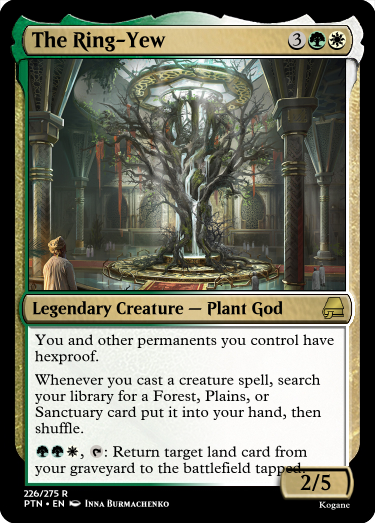 The Ring-Yew 3
Legendary Creature — Plant God
You and other permanents you control have
hexproof.
Whenever you cast a creature spell, search
your library for a Forest, Plains, or
Sanctuary card put it into your hand, then
shuffle.
: Return target land card from
your graveyard to the battlefield tapped.
2/5
226/275 R
PTN • EN Inna Burmachenko
Kogane